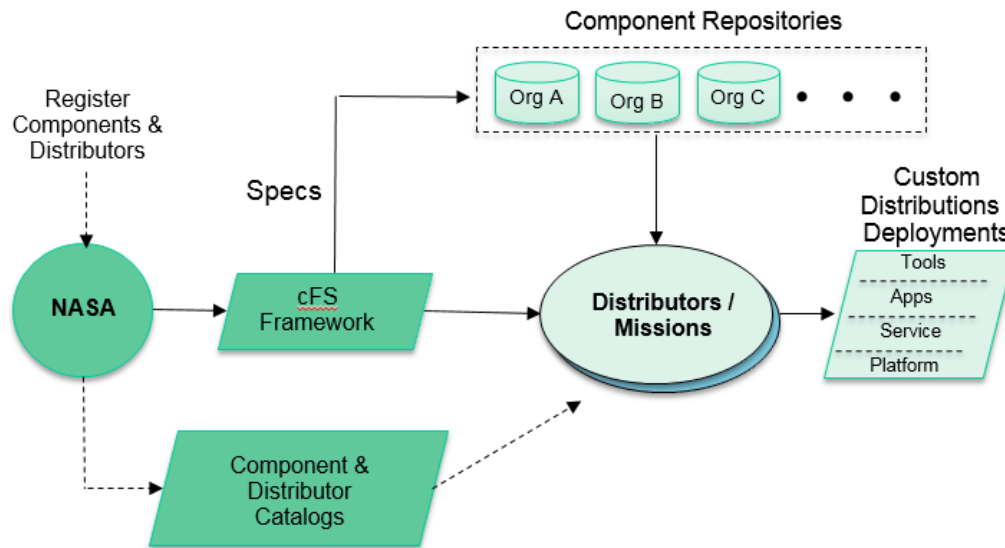 Component Repositories
Org A
Org B
Org C
Register
Components &
Distributors
Specs
Custom
Distributions
Deployments
NASA
cFS
Framework
Distributors /
Missions
Tools
Apps
Service
Platform
Component &
Distributor
Catalogs